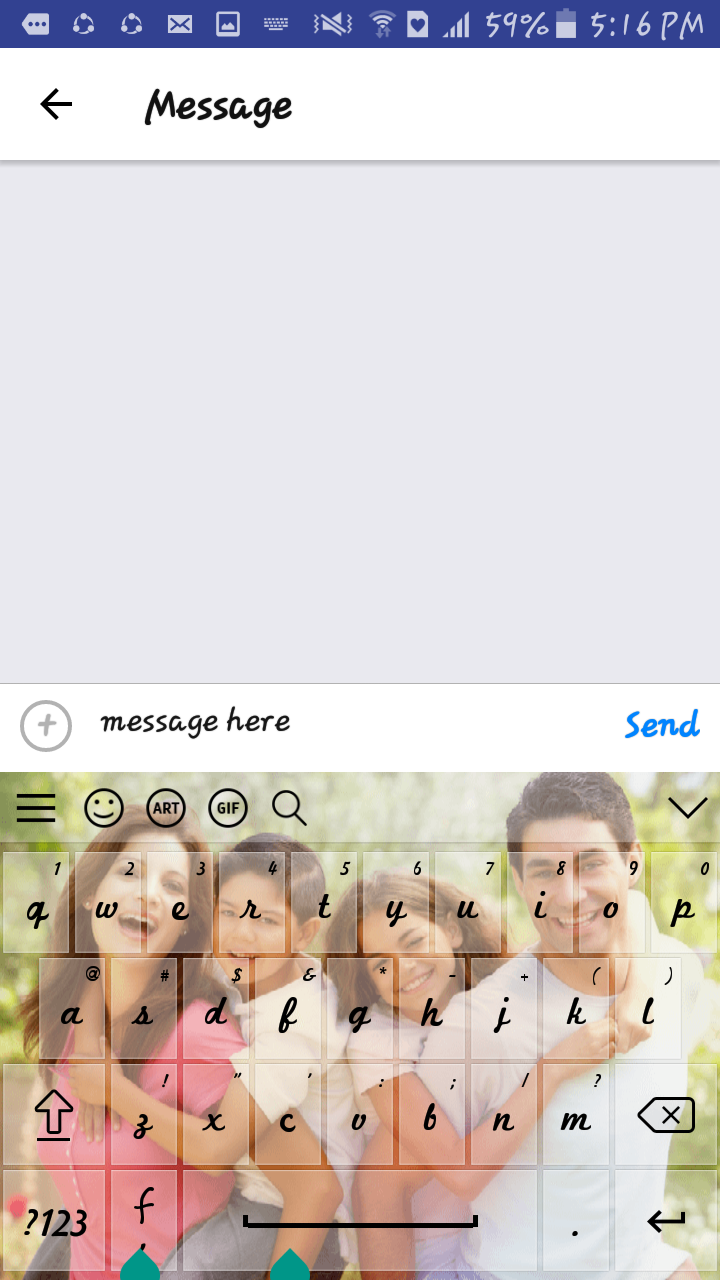 59% 5:16 PM
Message
message here Send
ART GIF
1 2 3 4 5 6 7 8 9 0
q w e r t y u i o p
@ # $ & * - + ( )
a s d f g h j k l
! " ' : ; / ?
z x c v b n m
?123 f , .